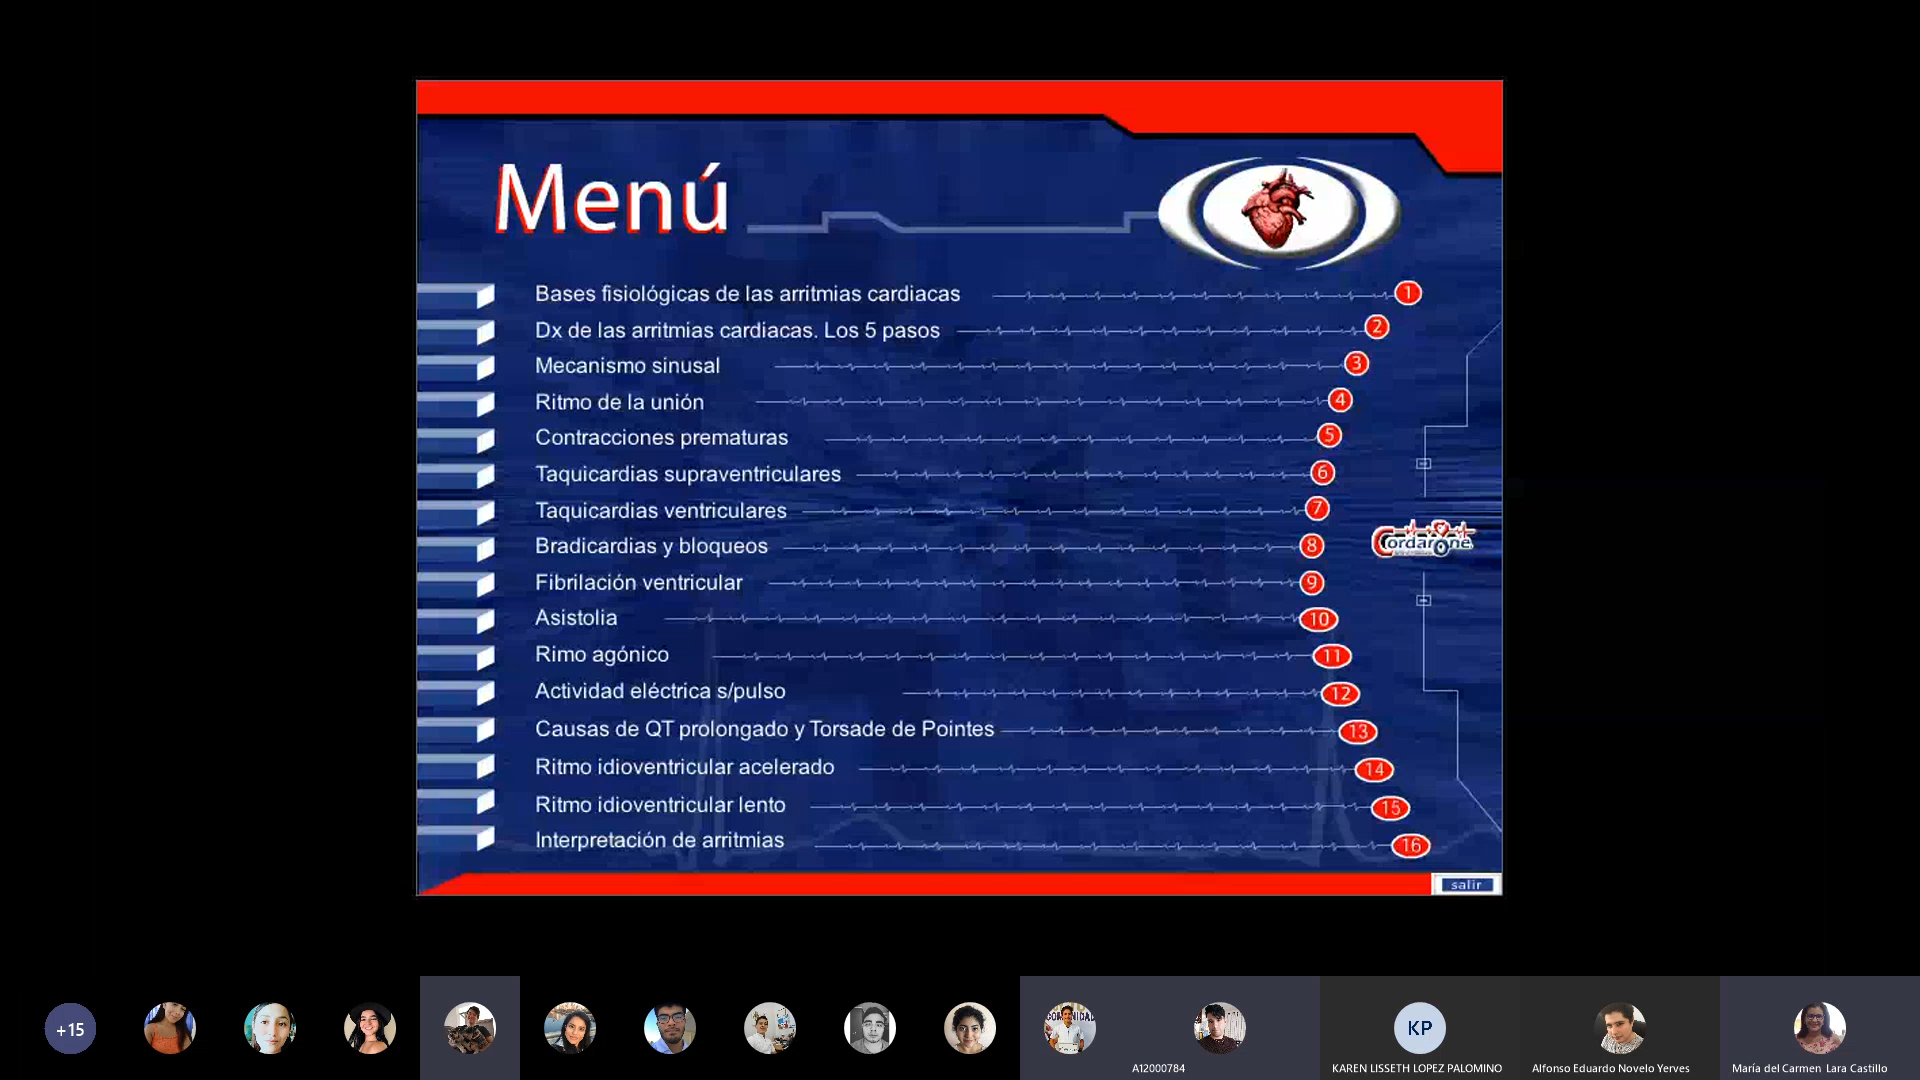 Menú
Bases fisiológicas de las arritmias cardiacas 1
Dx de las arritmias cardiacas. Los 5 pasos 2
Mecanismo sinusal 3
Ritmo de la unión 4
Contracciones prematuras 5
Taquicardias supraventriculares 6
Taquicardias ventriculares 7
Bradicardias y bloqueos 8
Fibrilación ventricular 9
Asistolia 10
Rimo agónico 11
Actividad eléctrica s/pulso 12
Causas de QT prolongado y Torsade de Pointes 13
Ritmo idioventricular acelerado 14
Ritmo idioventricular lento 15
Interpretación de arritmias 16
Cordarone
salir
+15
KP
A12000784
KAREN LISSETH LOPEZ PALOMINO
Alfonso Eduardo Novelo Yerves
María del Carmen Lara Castillo